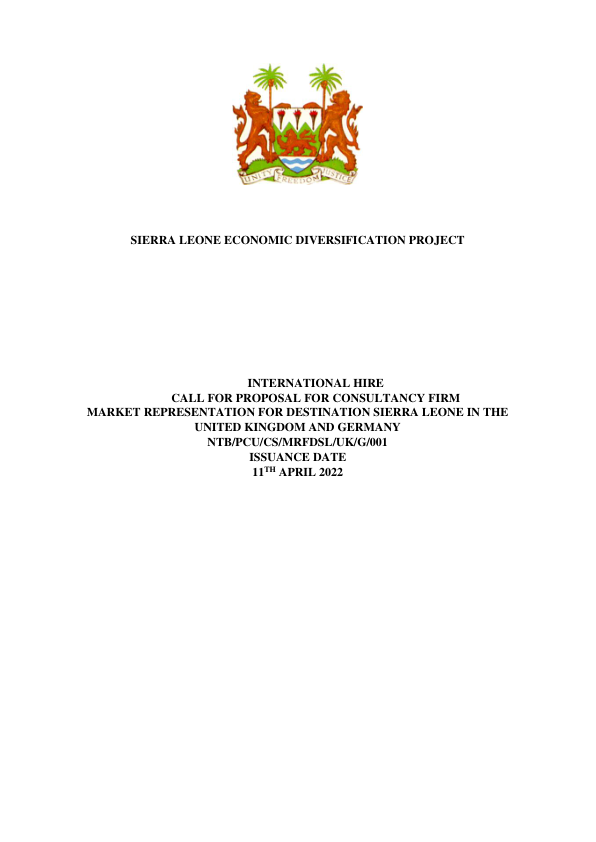 UNITY FREEDOM JUSTICE
SIERRA LEONE ECONOMIC DIVERSIFICATION PROJECT
INTERNATIONAL HIRE
CALL FOR PROPOSAL FOR CONSULTANCY FIRM
MARKET REPRESENTATION FOR DESTINATION SIERRA LEONE IN THE
UNITED KINGDOM AND GERMANY
NTB/PCU/CS/MRFDSL/UK/G/001
ISSUANCE DATE
11TH APRIL 2022